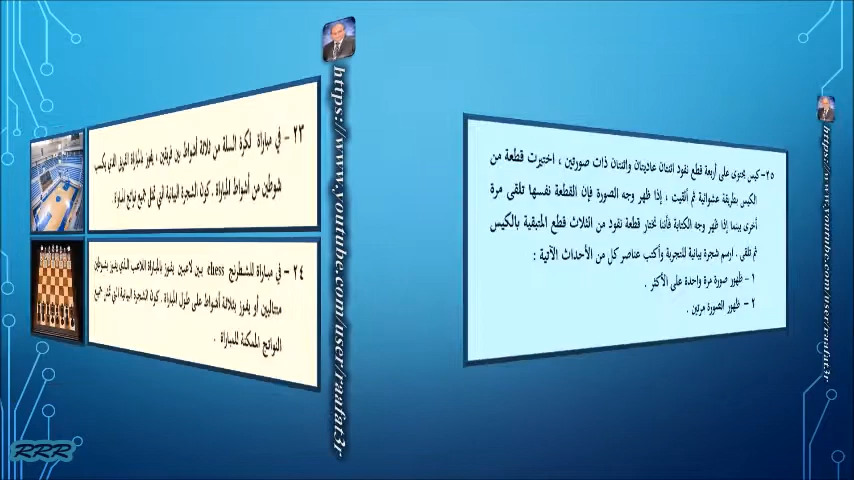 ٢٣ - في مباراة لكرة السلة من ثلاثة أشواط بين فريقين ، يفوز بالمباراة الفريق الذي يكسب
شوطين من أشواط المباراة . كون الشجرة البيانية التي تمثل جميع نواتج المباراة .
٢٤ - في مباراة للشطرنج chess بين لاعبين يفوز بالمباراة اللاعب الذي يفوز بشوطين
متتاليين أو يفوز بثلاثة أشواط على طول المباراة . كون الشجرة البيانية التي تمثل جميع
النواتج الممكنة للمباراة .
https://www.youtube.com/user/raafat3r
٢٥- كيس يحتوى على أربعة قطع نقود اثنتان عاديتان واثنتان ذات صورتين ، اختيرت قطعة من
الكيس بطريقة عشوائية ثم ألقيت ، إذا ظهر وجه الصورة فإن القطعة نفسها تلقى مرة
أخرى بينما إذا ظهر وجه الكتابة فأننا نختار قطعة نقود من الثلاث قطع المتبقية بالكيس
ثم تلقى . ارسم شجرة بيانية للتجربة وأكتب عناصر كل من الأحداث الآتية :
١ - ظهور صورة مرة واحدة على الأكثر .
٢ - ظهور الصورة مرتين .
https://www.youtube.com/user/raafat3r
RRR